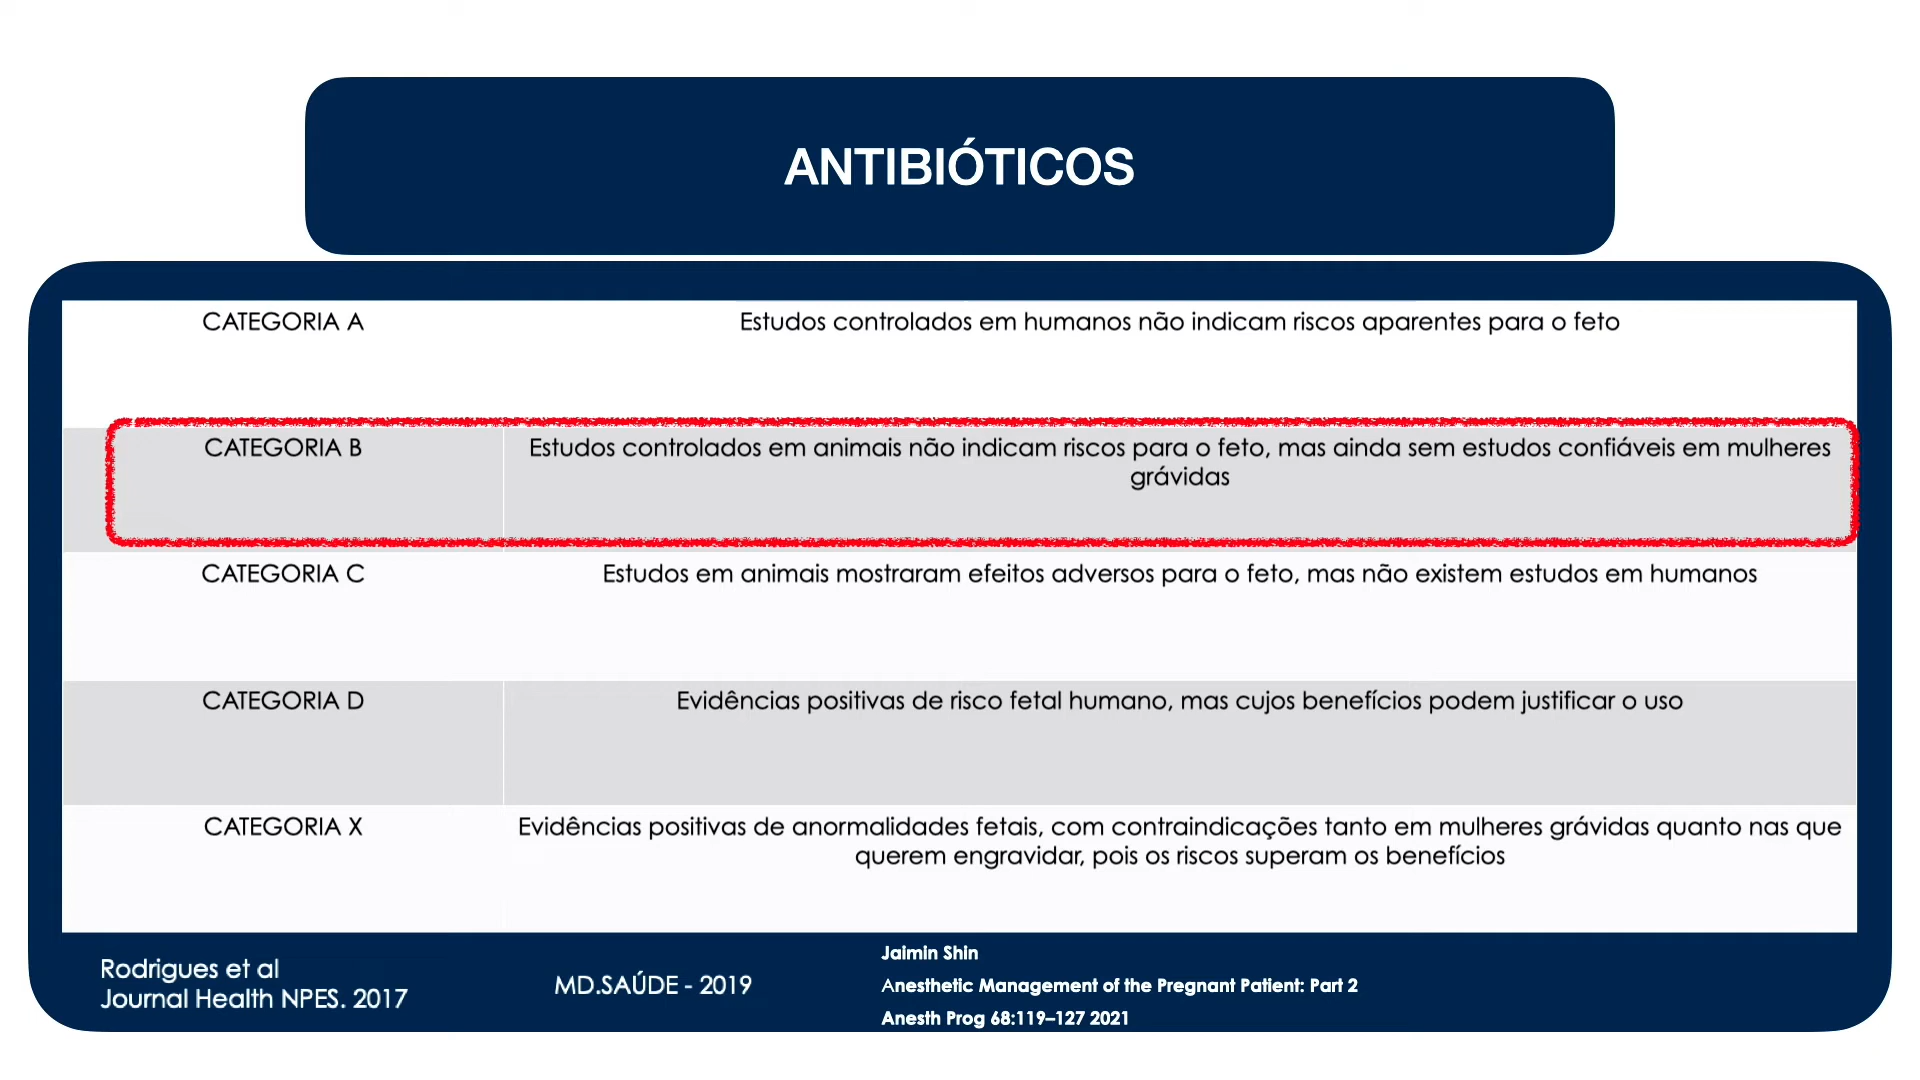 ANTIBIÓTICOS
CATEGORIA A
Estudos controlados em humanos não indicam riscos aparentes para o feto
CATEGORIA B
Estudos controlados em animais não indicam riscos para o feto, mas ainda sem estudos confiáveis em mulheres
grávidas
CATEGORIA C
Estudos em animais mostraram efeitos adversos para o feto, mas não existem estudos em humanos
CATEGORIA D
Evidências positivas de risco fetal humano, mas cujos benefícios podem justificar o uso
CATEGORIA X
Evidências positivas de anormalidades fetais, com contraindicações tanto em mulheres grávidas quanto nas que
querem engravidar, pois os riscos superam os benefícios
Rodrigues et al
Journal Health NPES. 2017
MD.SAÚDE - 2019
Jaimin Shin
Anesthetic Management of the Pregnant Patient: Part 2
Anesth Prog 68:119–127 2021